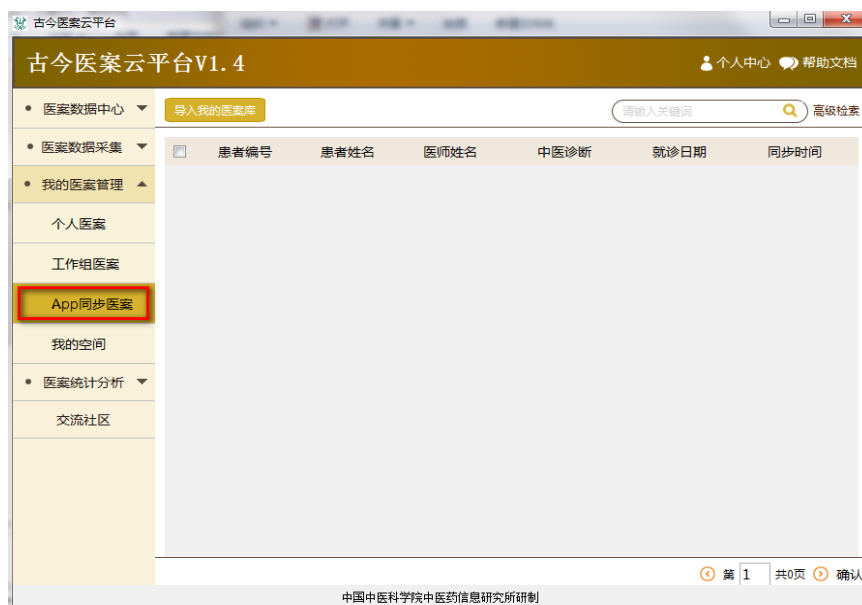 古今医案云平台
古今医案云平台V1.4
个人中心 帮助文档
医案数据中心
导入我的医案库
请输入关键词
高级检索
医案数据采集
患者编号 患者姓名 医师姓名 中医诊断 就诊日期 同步时间
我的医案管理
个人医案
工作组医案
App同步医案
我的空间
医案统计分析
交流社区
第 1 共0页 确认
中国中医科学院中医药信息研究所研制